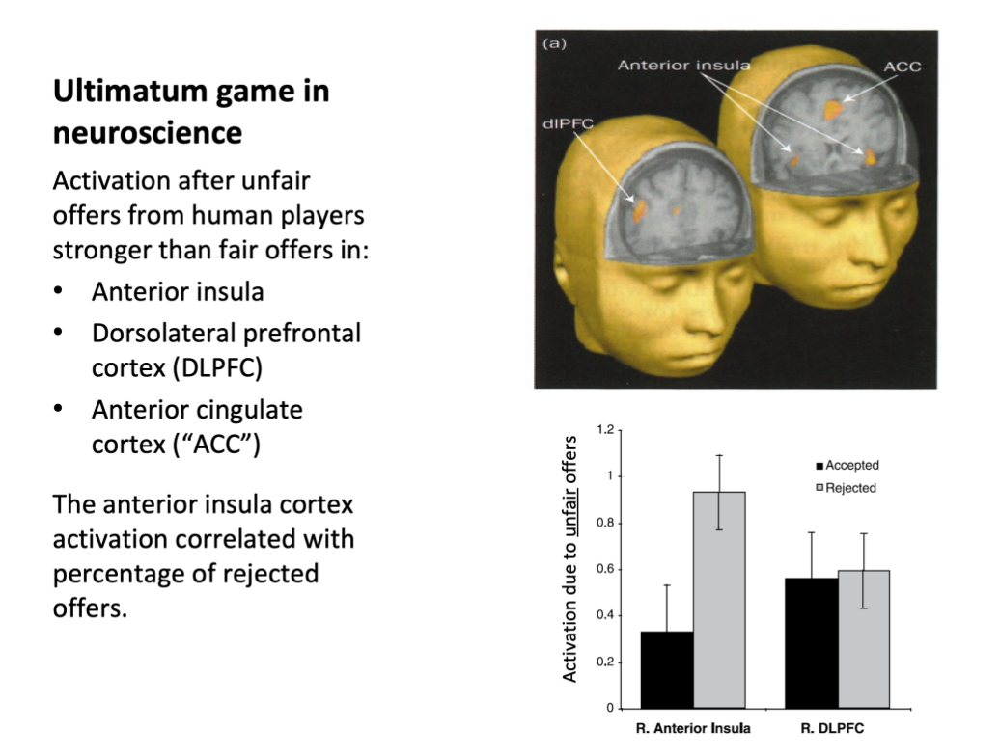 Ultimatum game in
neuroscience
Activation after unfair
offers from human players
stronger than fair offers in:
• Anterior insula
• Dorsolateral prefrontal
cortex (DLPFC)
• Anterior cingulate
cortex (“ACC”)
The anterior insula cortex
activation correlated with
percentage of rejected
offers.
(a)
Anterior insula
ACC
dlPFC
Activation due to unfair offers
1.2
1
0.8
0.6
0.4
0.2
0
Accepted
Rejected
R. Anterior Insula
R. DLPFC